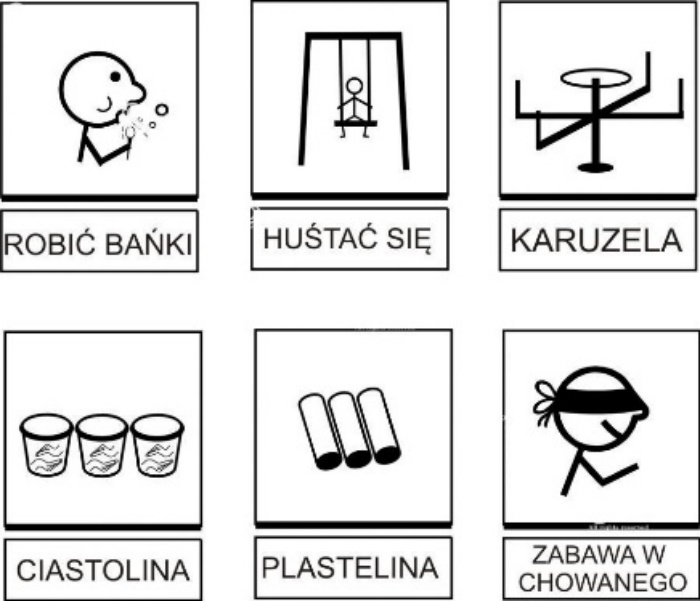 ROBIĆ BAŃKI
HUŚTAĆ SIĘ
KARUZELA
CIASTOLINA
PLASTELINA
ZABAWA W
CHOWANEGO